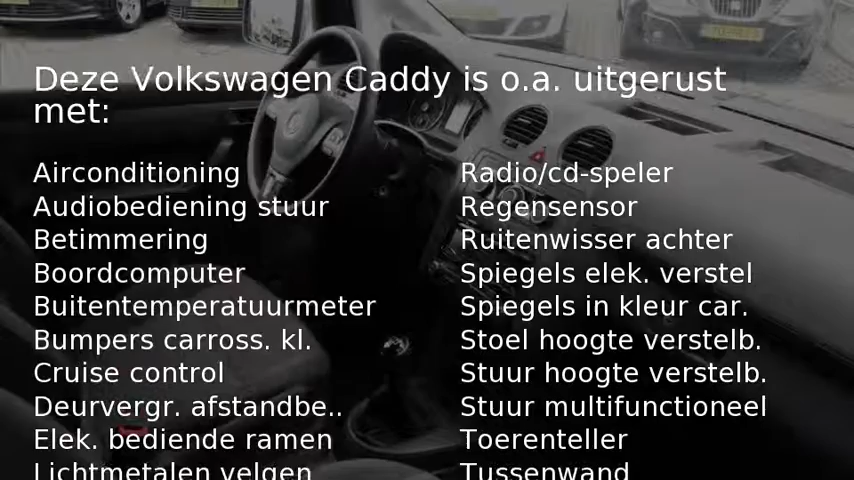 Deze Volkswagen Caddy is o.a. uitgerust
met:
Airconditioning
Audiobediening stuur
Betimmering
Boordcomputer
Buitentemperatuurmeter
Bumpers carross. kl.
Cruise control
Deurvergr. afstandbe..
Elek. bediende ramen
Lichtmetalen velgen
Radio/cd-speler
Regensensor
Ruitenwisser achter
Spiegels elek. verstel
Spiegels in kleur car.
Stoel hoogte verstelb.
Stuur hoogte verstelb.
Stuur multifunctioneel
Toerenteller
Tussenwand